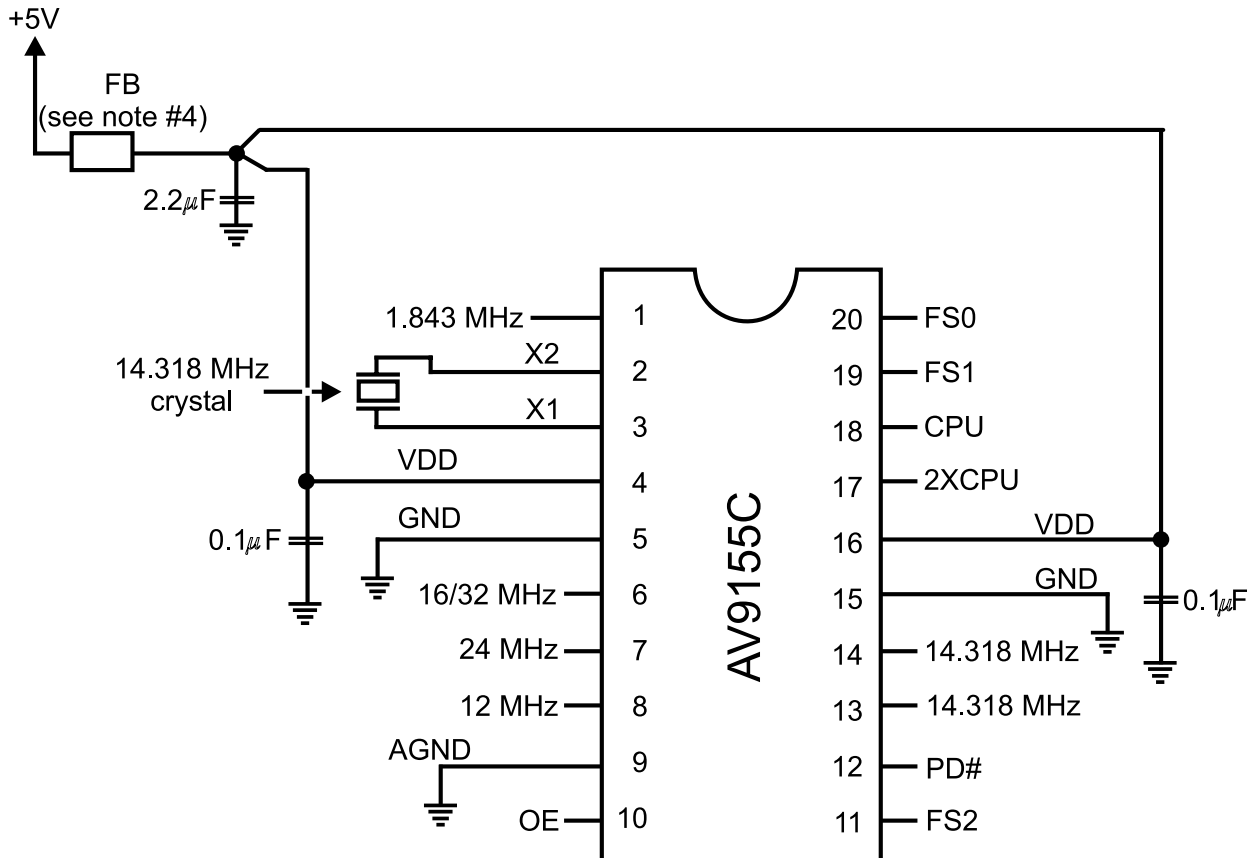 +5V
FB
(see note #4)
2.2μF
1.843 MHz
X2
14.318 MHz
crystal
X1
VDD
GND
0.1μF
16/32 MHz
24 MHz
12 MHz
AGND
OE
1
2
3
4
5
6
7
8
9
10
AV9155C
20
19
18
17
16
15
14
13
12
11
FS0
FS1
CPU
2XCPU
VDD
GND
0.1μF
14.318 MHz
14.318 MHz
PD#
FS2